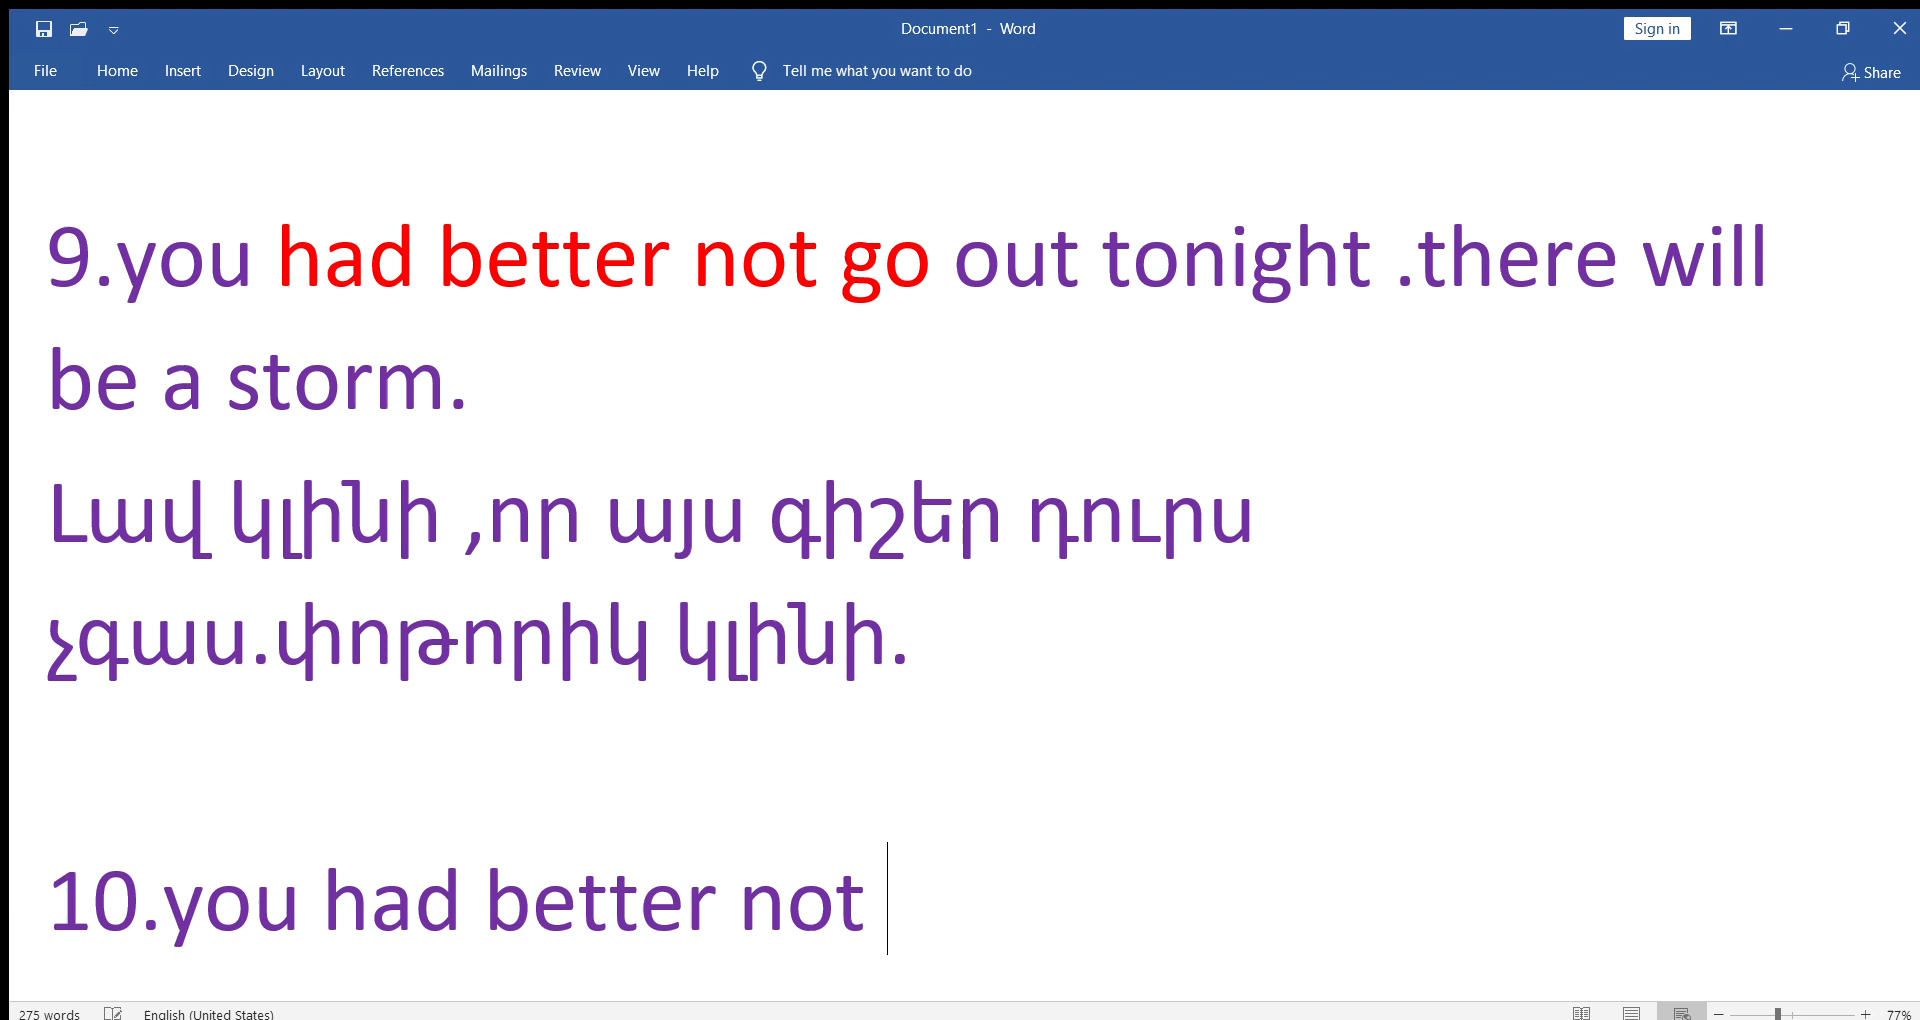 Document1 - Word
Sign in
File Home Insert Design Layout References Mailings Review View Help Tell me what you want to do Share
9.you had better not go out tonight .there will
be a storm.
Լավ կլինի ,որ այս գիշեր դուրս
չգաս.փոթորիկ կլինի.
10.you had better not
275 words English (United States) 77%